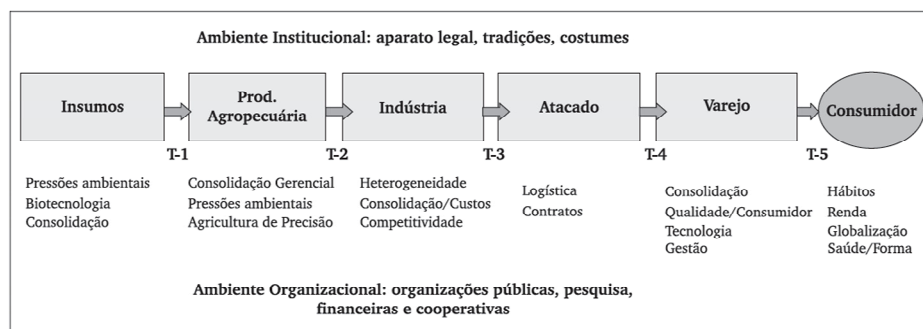 Ambiente Institucional: aparato legal, tradições, costumes
Insumos
Prod.
Agropecuária
Indústria
Atacado
Varejo
Consumidor
T-1
T-2
T-3
T-4
T-5
Pressões ambientais
Biotecnologia
Consolidação
Consolidação Gerencial
Pressões ambientais
Agricultura de Precisão
Heterogeneidade
Consolidação/Custos
Competitividade
Logística
Contratos
Consolidação
Qualidade/Consumidor
Tecnologia
Gestão
Hábitos
Renda
Globalização
Saúde/Forma
Ambiente Organizacional: organizações públicas, pesquisa,
financeiras e cooperativas